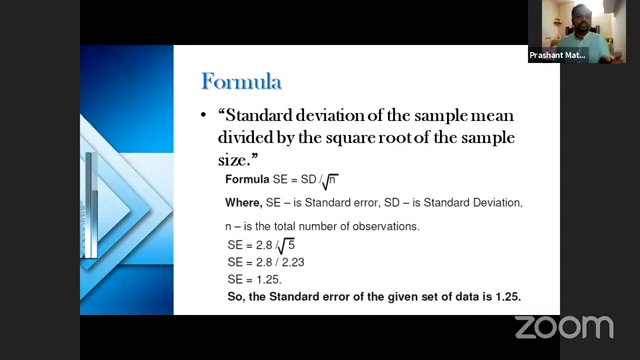 Prashant Mat...
Formula
• “Standard deviation of the sample mean
divided by the square root of the sample
size.”
Formula SE = SD /√n
Where, SE – is Standard error, SD – is Standard Deviation,
n – is the total number of observations.
SE = 2.8 /√5
SE = 2.8 / 2.23
SE = 1.25.
So, the Standard error of the given set of data is 1.25.
zoom